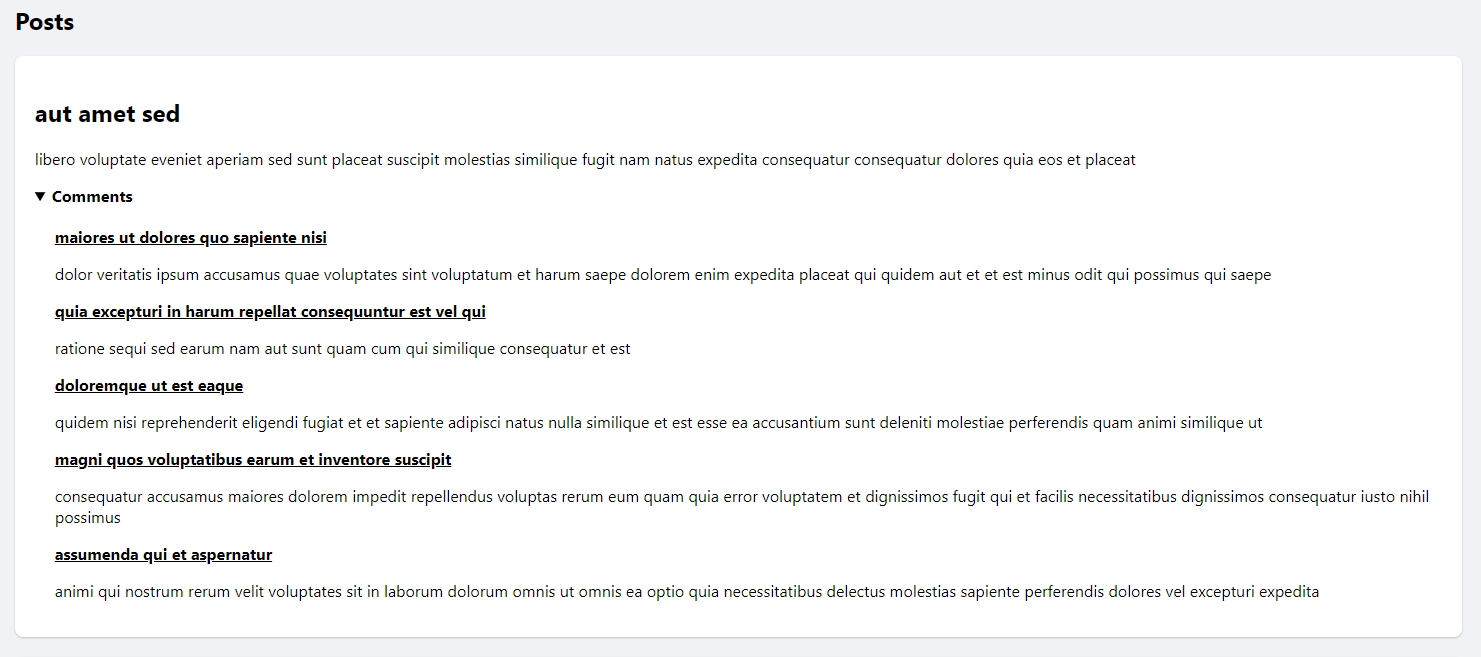 Posts
aut amet sed
libero voluptate eveniet aperiam sed sunt placeat suscipit molestias similique fugit nam natus expedita consequatur consequatur dolores quia eos et placeat
▼ Comments
maiores ut dolores quo sapiente nisi
dolor veritatis ipsum accusamus quae voluptates sint voluptatum et harum saepe dolorem enim expedita placeat qui quidem aut et et est minus odit qui possimus qui saepe
quia excepturi in harum repellat consequuntur est vel qui
ratione sequi sed earum nam aut sunt quam cum qui similique consequatur et est
doloremque ut est eaque
quidem nisi reprehenderit eligendi fugiat et et sapiente adipisci natus nulla similique et est esse ea accusantium sunt deleniti molestiae perferendis quam animi similique ut
magni quos voluptatibus earum et inventore suscipit
consequatur accusamus maiores dolorem impedit repellendus voluptas rerum eum quam quia error voluptatem et dignissimos fugit qui et facilis necessitatibus dignissimos consequatur iusto nihil
possimus
assumenda qui et aspernatur
animi qui nostrum rerum velit voluptates sit in laborum dolorum omnis ut omnis ea optio quia necessitatibus delectus molestias sapiente perferendis dolores vel excepturi expedita